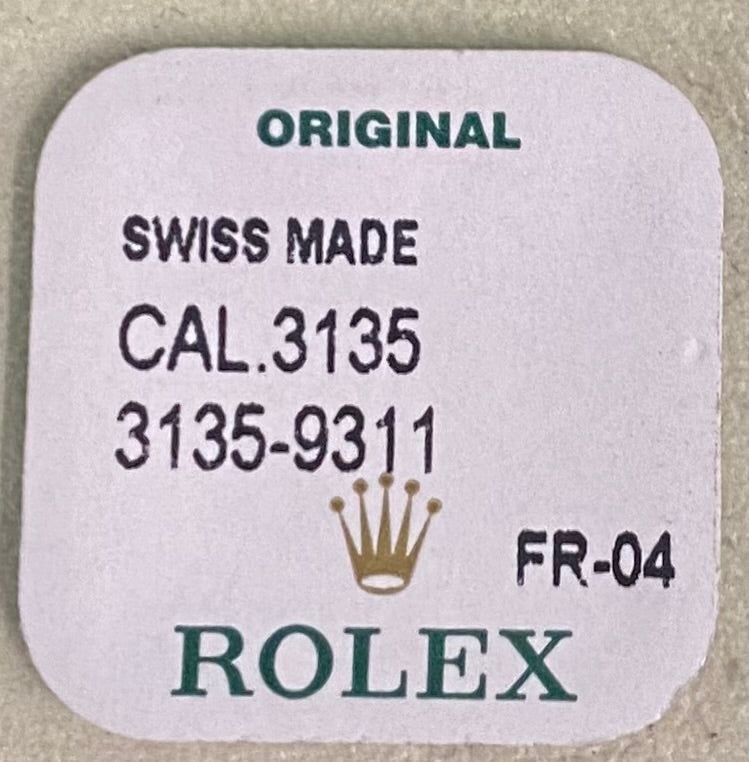 ORIGINAL
SWISS MADE
CAL.3135
3135-9311
FR-04
ROLEX